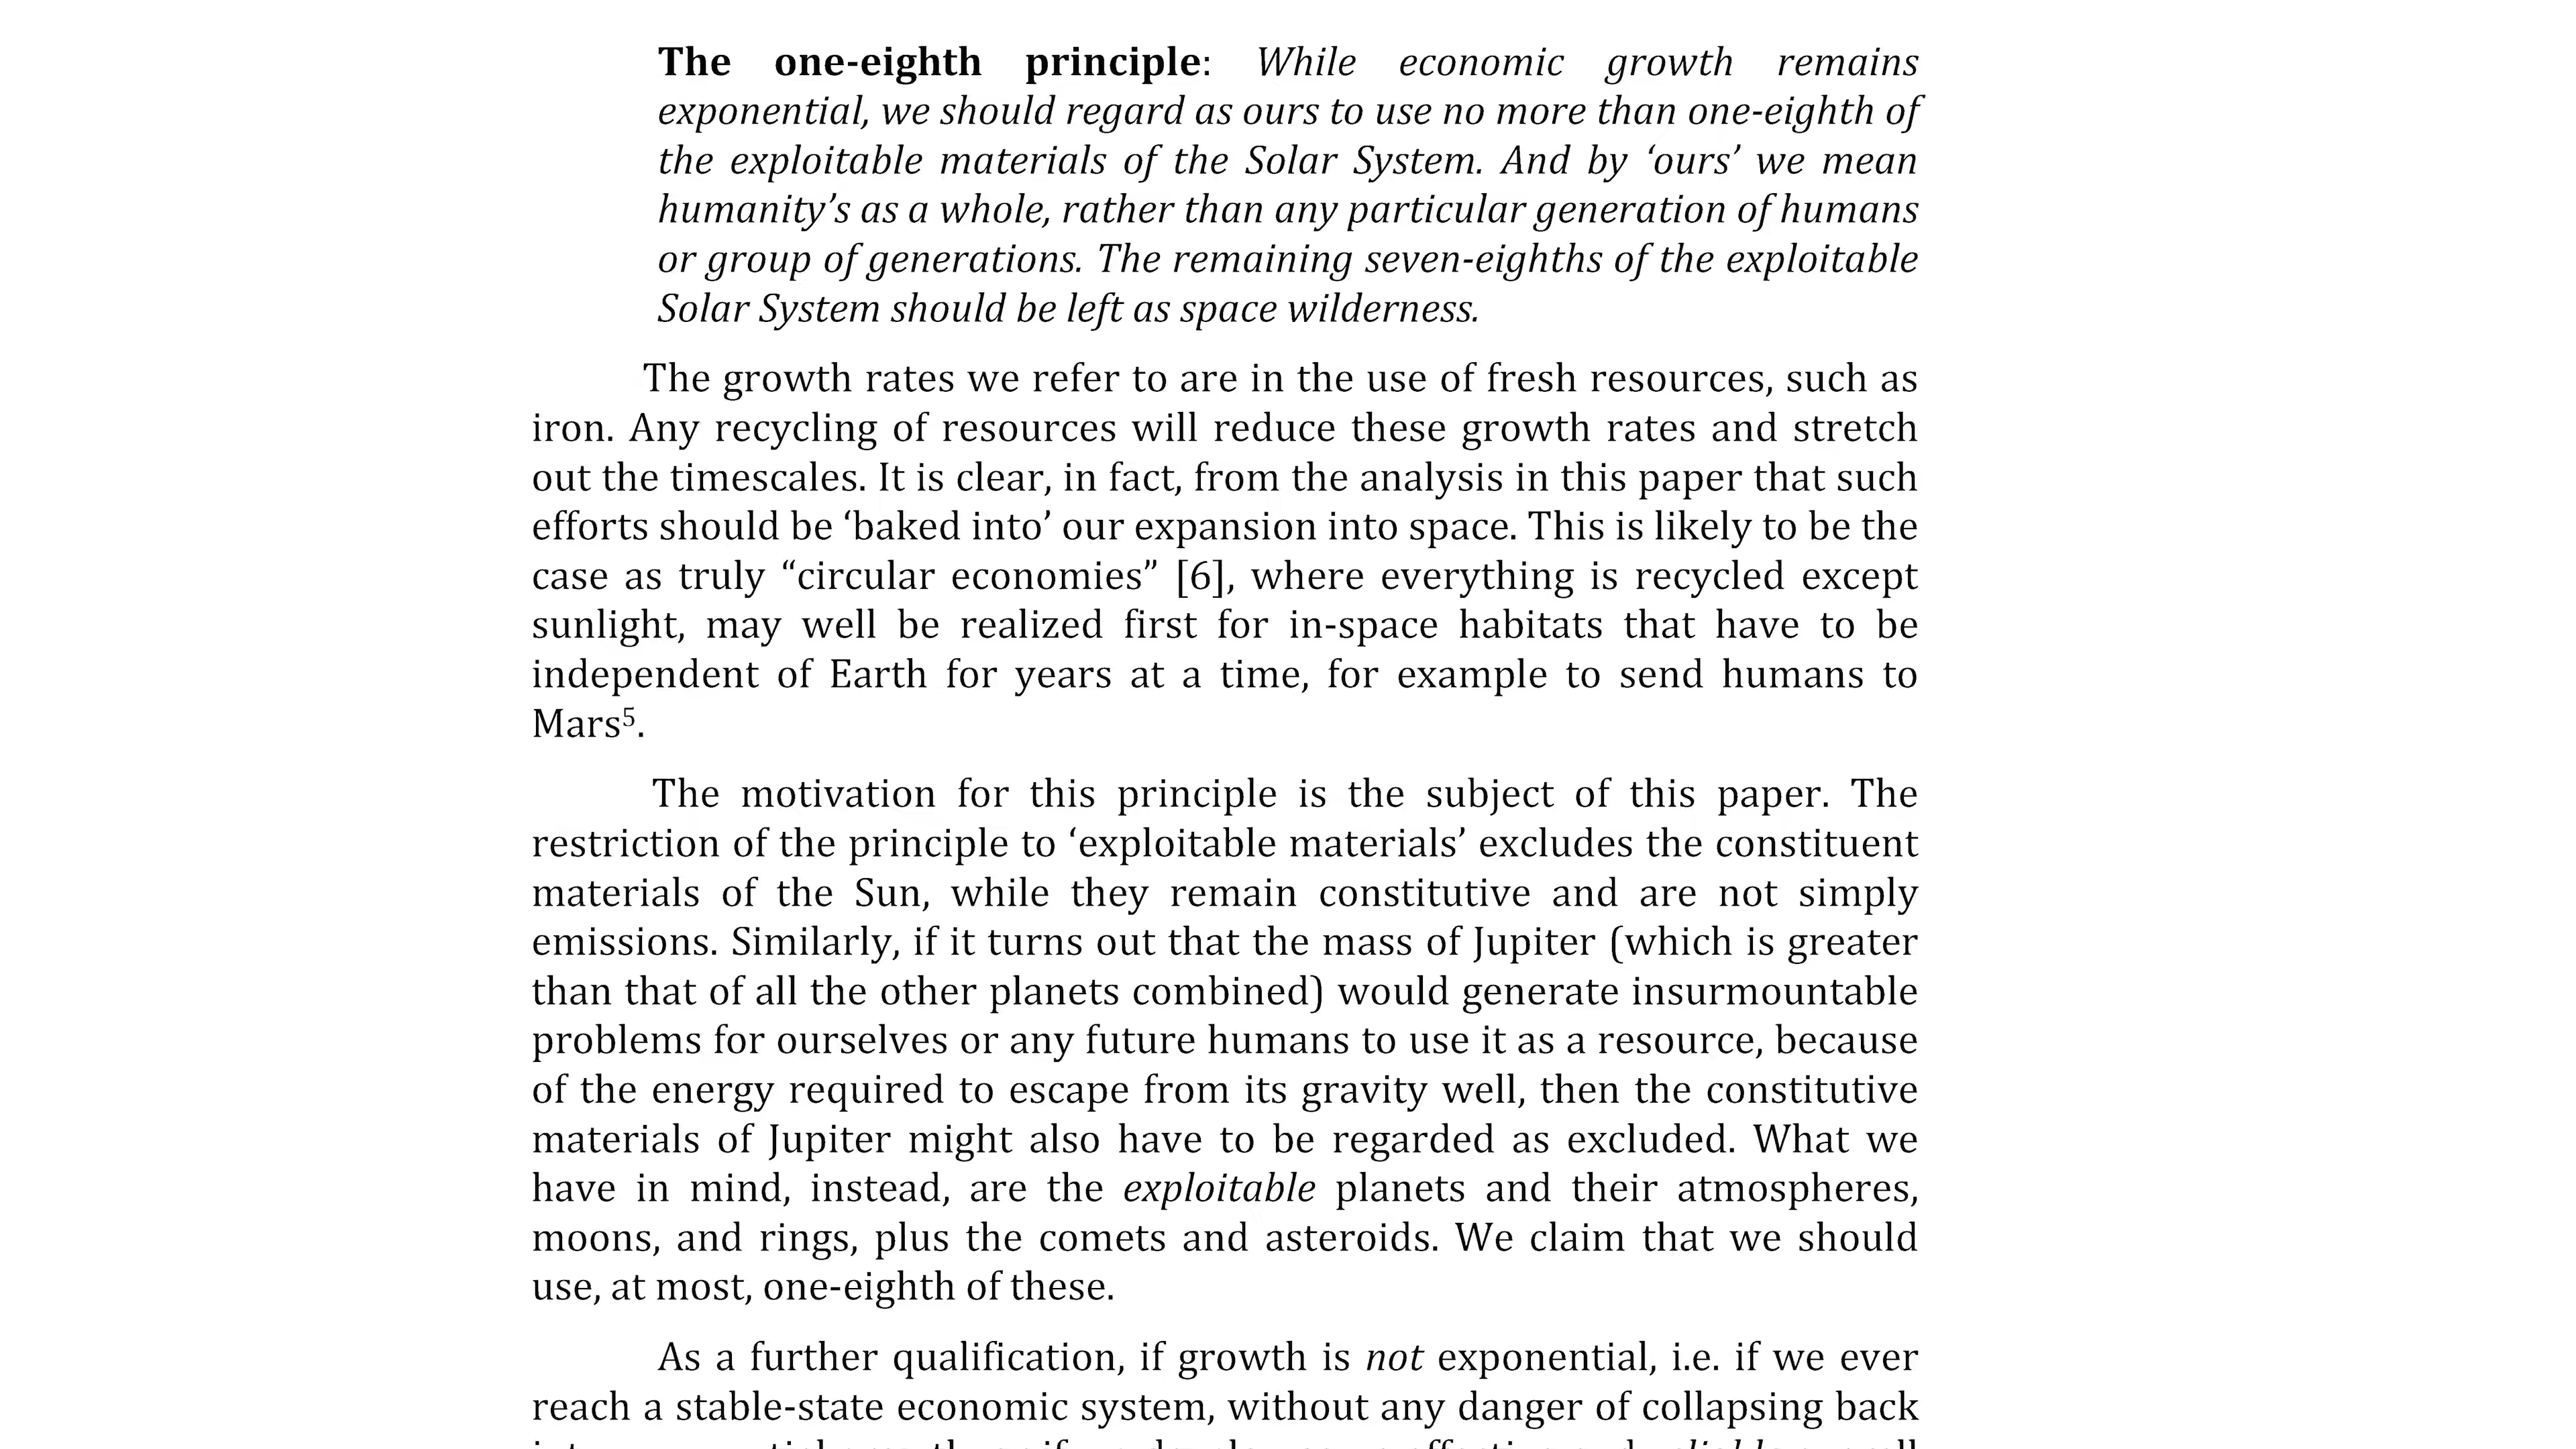 The one-eighth principle: While economic growth remains
exponential, we should regard as ours to use no more than one-eighth of
the exploitable materials of the Solar System. And by ‘ours’ we mean
humanity’s as a whole, rather than any particular generation of humans
or group of generations. The remaining seven-eighths of the exploitable
Solar System should be left as space wilderness.
The growth rates we refer to are in the use of fresh resources, such as
iron. Any recycling of resources will reduce these growth rates and stretch
out the timescales. It is clear, in fact, from the analysis in this paper that such
efforts should be ‘baked into’ our expansion into space. This is likely to be the
case as truly “circular economies” [6], where everything is recycled except
sunlight, may well be realized first for in-space habitats that have to be
independent of Earth for years at a time, for example to send humans to
Mars⁵.
The motivation for this principle is the subject of this paper. The
restriction of the principle to ‘exploitable materials’ excludes the constituent
materials of the Sun, while they remain constitutive and are not simply
emissions. Similarly, if it turns out that the mass of Jupiter (which is greater
than that of all the other planets combined) would generate insurmountable
problems for ourselves or any future humans to use it as a resource, because
of the energy required to escape from its gravity well, then the constitutive
materials of Jupiter might also have to be regarded as excluded. What we
have in mind, instead, are the exploitable planets and their atmospheres,
moons, and rings, plus the comets and asteroids. We claim that we should
use, at most, one-eighth of these.
As a further qualification, if growth is not exponential, i.e. if we ever
reach a stable-state economic system, without any danger of collapsing back